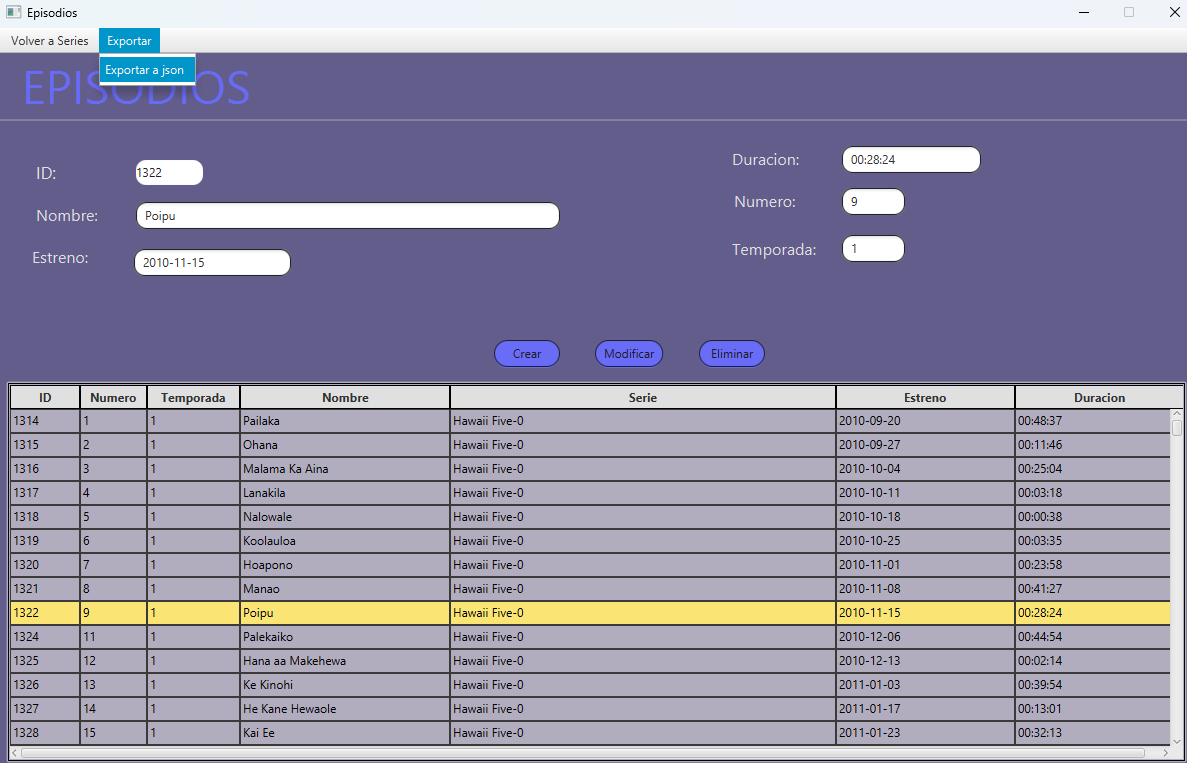 Episodios
Volver a Series Exportar
Exportar a json
EPISODIOS
ID: 1322
Nombre: Poipu
Estreno: 2010-11-15
Duracion: 00:28:24
Numero: 9
Temporada: 1
Crear Modificar Eliminar
ID Numero Temporada Nombre Serie Estreno Duracion
1314 1 1 Pailaka Hawaii Five-0 2010-09-20 00:48:37
1315 2 1 Ohana Hawaii Five-0 2010-09-27 00:11:46
1316 3 1 Malama Ka Aina Hawaii Five-0 2010-10-04 00:25:04
1317 4 1 Lanakila Hawaii Five-0 2010-10-11 00:03:18
1318 5 1 Nalowale Hawaii Five-0 2010-10-18 00:00:38
1319 6 1 Koolauloa Hawaii Five-0 2010-10-25 00:03:35
1320 7 1 Hoapono Hawaii Five-0 2010-11-01 00:23:58
1321 8 1 Manao Hawaii Five-0 2010-11-08 00:41:27
1322 9 1 Poipu Hawaii Five-0 2010-11-15 00:28:24
1324 11 1 Palekaiko Hawaii Five-0 2010-12-06 00:44:54
1325 12 1 Hana aa Makehewa Hawaii Five-0 2010-12-13 00:02:14
1326 13 1 Ke Kinohi Hawaii Five-0 2011-01-03 00:39:54
1327 14 1 He Kane Hewaole Hawaii Five-0 2011-01-17 00:13:01
1328 15 1 Kai Ee Hawaii Five-0 2011-01-23 00:32:13